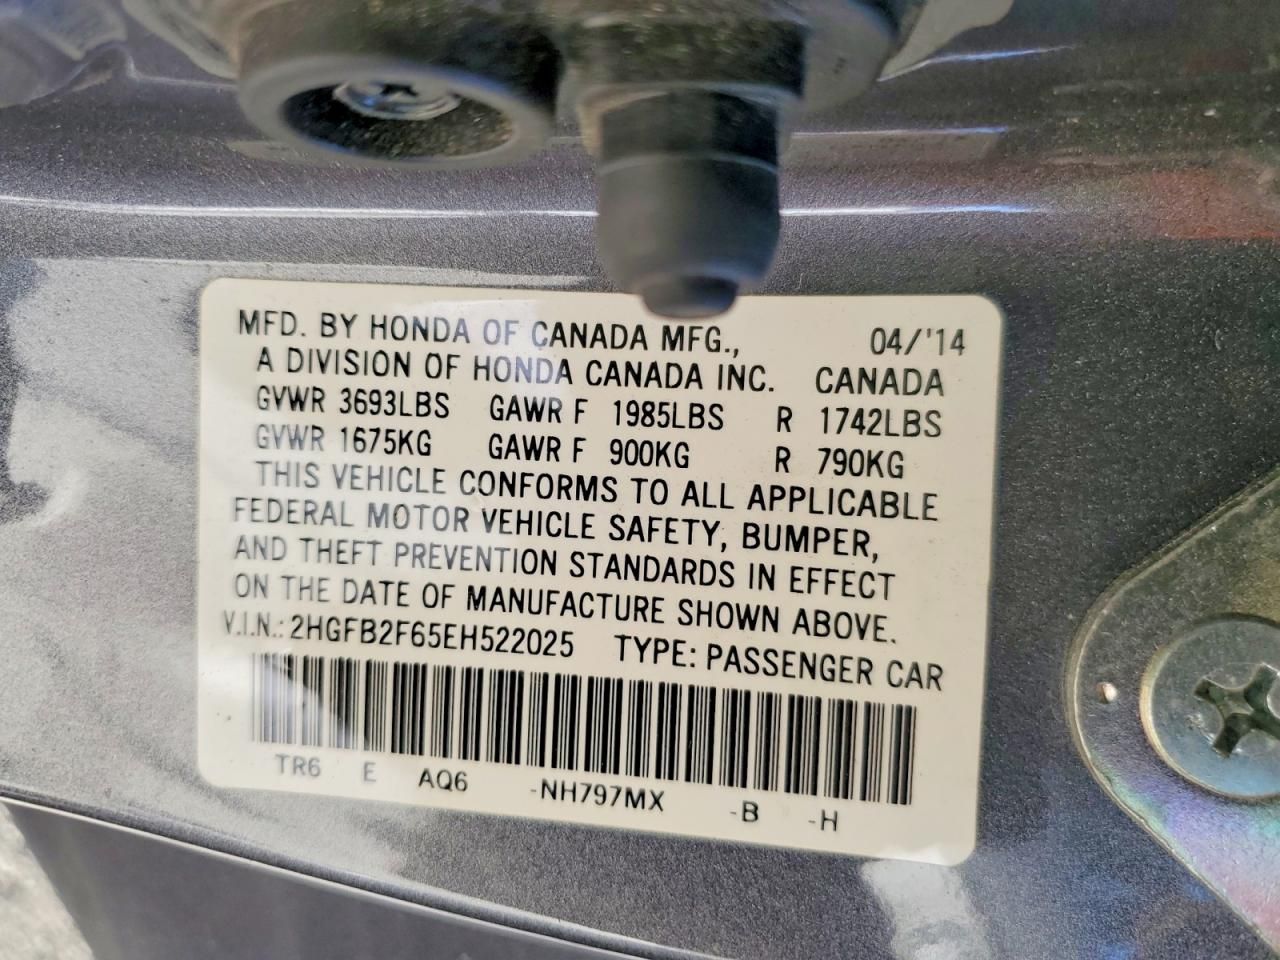 MFD. BY HONDA OF CANADA MFG., 04/'14
A DIVISION OF HONDA CANADA INC. CANADA
GVWR 3693LBS GAWR F 1985LBS R 1742LBS
GVWR 1675KG GAWR F 900KG R 790KG
THIS VEHICLE CONFORMS TO ALL APPLICABLE
FEDERAL MOTOR VEHICLE SAFETY, BUMPER,
AND THEFT PREVENTION STANDARDS IN EFFECT
ON THE DATE OF MANUFACTURE SHOWN ABOVE.
V.I.N.: 2HGFB2F65EH522025 TYPE: PASSENGER CAR
TR6 E AQ6 -NH797MX -B -H